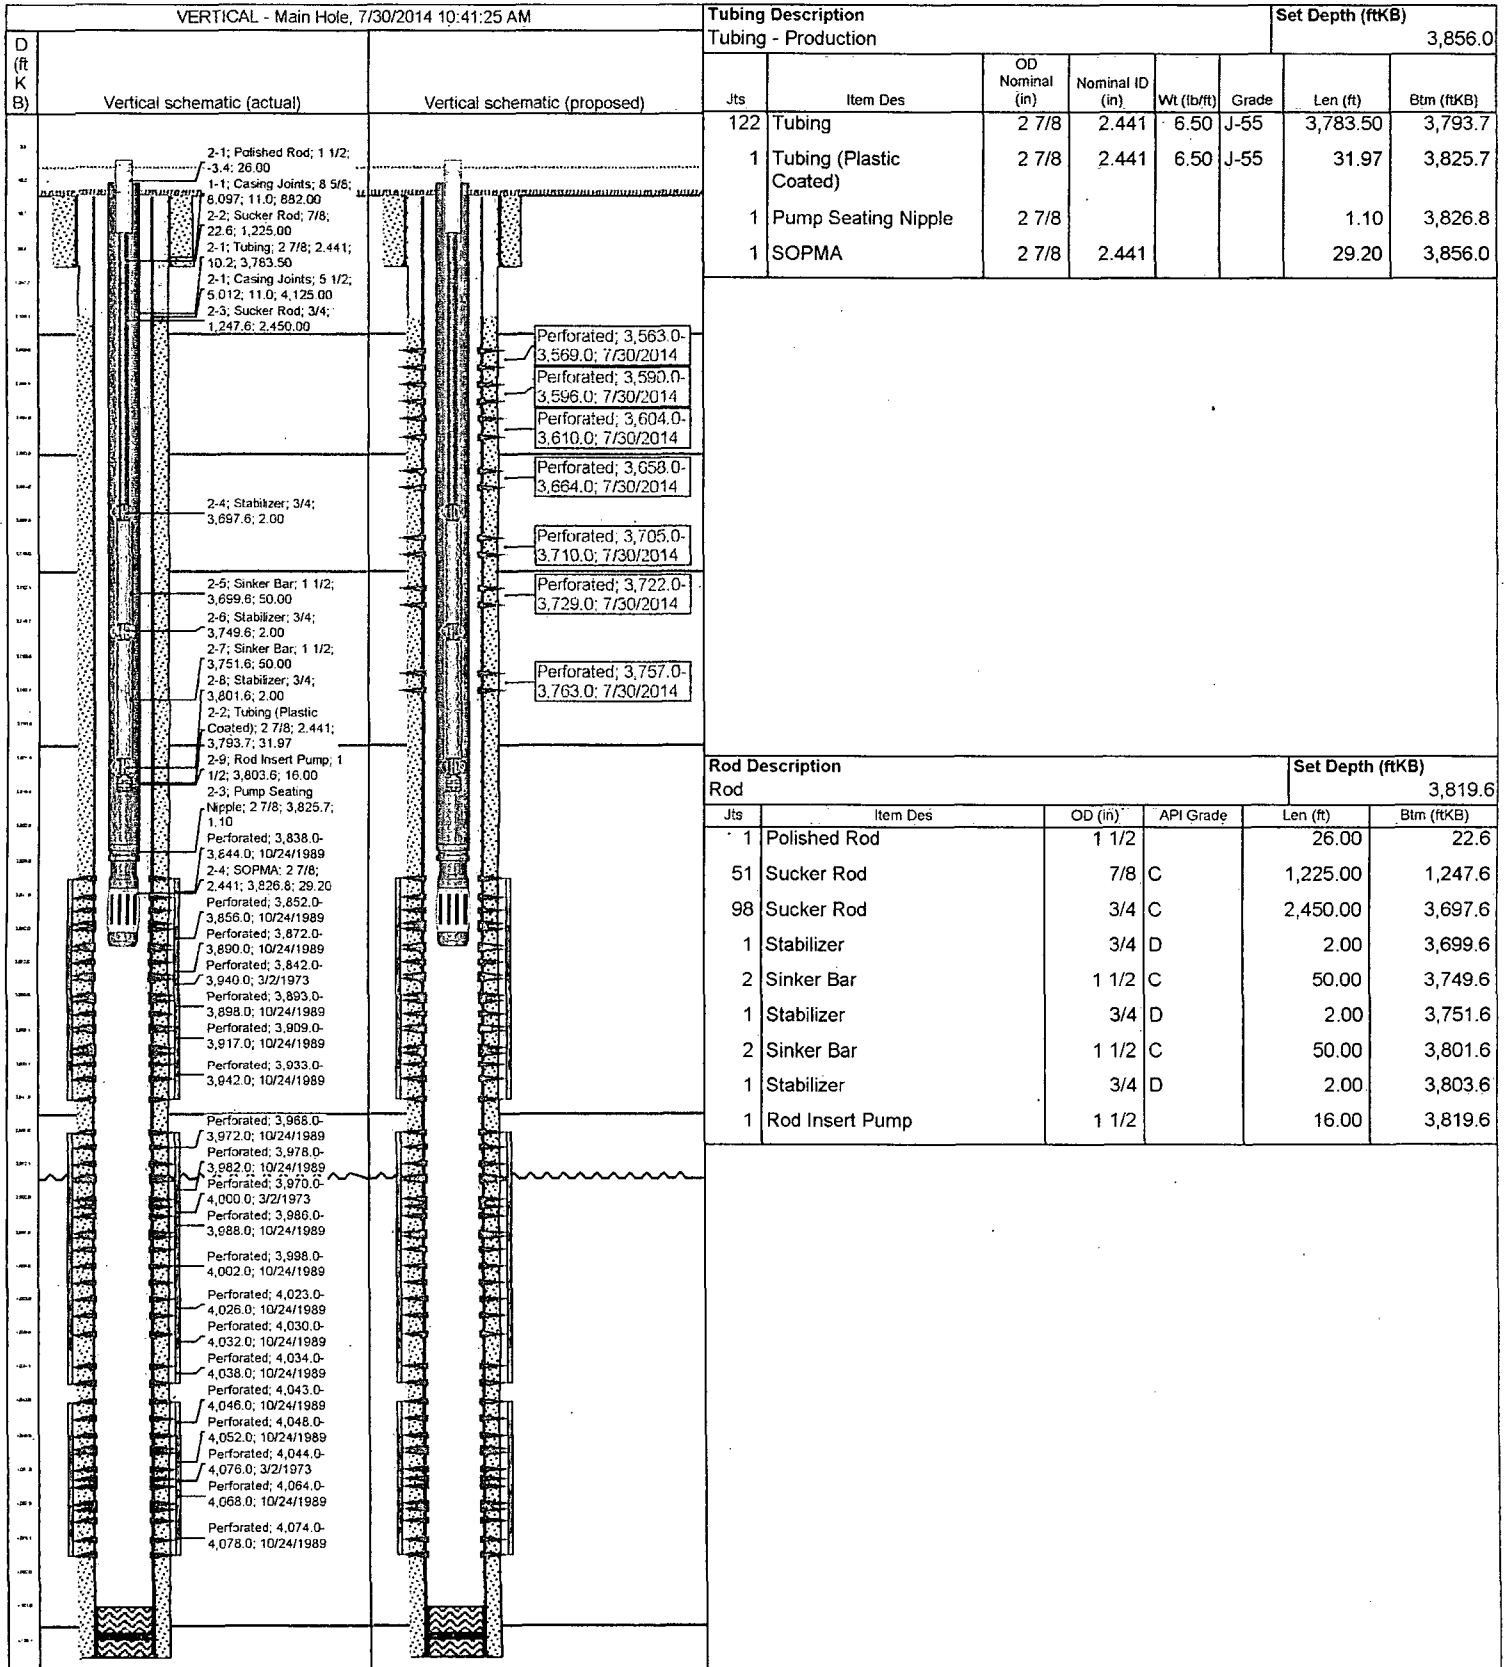 VERTICAL - Main Hole, 7/30/2014 10:41:25 AM
D
(ft
K
B)
Vertical schematic (actual)
Vertical schematic (proposed)
2-1; Polished Rod; 1 1/2;
-3.4; 26.00
1-1; Casing Joints; 8 5/8;
8.097; 11.0; 882.00
2-2; Sucker Rod; 7/8;
22.6; 1,225.00
2-1; Tubing; 2 7/8; 2.441;
10.2; 3,783.50
2-1; Casing Joints; 5 1/2;
5.012; 11.0; 4,125.00
2-3; Sucker Rod; 3/4;
1,247.6; 2,450.00
2-4; Stabilizer; 3/4;
3,697.6; 2.00
2-5; Sinker Bar; 1 1/2;
3,699.6; 50.00
2-6; Stabilizer; 3/4;
3,749.6; 2.00
2-7; Sinker Bar; 1 1/2;
3,751.6; 50.00
2-8; Stabilizer; 3/4;
3,801.6; 2.00
2-2; Tubing (Plastic
Coated); 2 7/8; 2.441;
3,793.7; 31.97
2-9; Rod Insert Pump; 1
1/2; 3,803.6; 16.00
2-3; Pump Seating
Nipple; 2 7/8; 3,825.7;
1.10
Perforated; 3,838.0-
3,844.0; 10/24/1989
2-4; SOPMA; 2 7/8;
2.441; 3,826.8; 29.20
Perforated; 3,852.0-
3,856.0; 10/24/1989
Perforated; 3,872.0-
3,890.0; 10/24/1989
Perforated; 3,842.0-
3,940.0; 3/2/1973
Perforated; 3,893.0-
3,898.0; 10/24/1989
Perforated; 3,909.0-
3,917.0; 10/24/1989
Perforated; 3,933.0-
3,942.0; 10/24/1989
Perforated; 3,968.0-
3,972.0; 10/24/1989
Perforated; 3,978.0-
3,982.0; 10/24/1989
Perforated; 3,970.0-
4,000.0; 3/2/1973
Perforated; 3,986.0-
3,988.0; 10/24/1989
Perforated; 3,998.0-
4,002.0; 10/24/1989
Perforated; 4,023.0-
4,026.0; 10/24/1989
Perforated; 4,030.0-
4,032.0; 10/24/1989
Perforated; 4,034.0-
4,038.0; 10/24/1989
Perforated; 4,043.0-
4,046.0; 10/24/1989
Perforated; 4,048.0-
4,052.0; 10/24/1989
Perforated; 4,044.0-
4,076.0; 3/2/1973
Perforated; 4,064.0-
4,068.0; 10/24/1989
Perforated; 4,074.0-
4,078.0; 10/24/1989
Perforated; 3,563.0-
3,569.0; 7/30/2014
Perforated; 3,590.0-
3,596.0; 7/30/2014
Perforated; 3,604.0-
3,610.0; 7/30/2014
Perforated; 3,658.0-
3,664.0; 7/30/2014
Perforated; 3,705.0-
3,710.0; 7/30/2014
Perforated; 3,722.0-
3,729.0; 7/30/2014
Perforated; 3,757.0-
3,763.0; 7/30/2014
Tubing Description Set Depth (ftKB)
Tubing - Production 3,856.0
Jts Item Des OD Nominal (in) Nominal ID (in) Wt (lb/ft) Grade Len (ft) Btm (ftKB)
122 Tubing 2 7/8 2.441 6.50 J-55 3,783.50 3,793.7
1 Tubing (Plastic Coated) 2 7/8 2.441 6.50 J-55 31.97 3,825.7
1 Pump Seating Nipple 2 7/8 1.10 3,826.8
1 SOPMA 2 7/8 2.441 29.20 3,856.0
Rod Description Set Depth (ftKB)
Rod 3,819.6
Jts Item Des OD (in) API Grade Len (ft) Btm (ftKB)
1 Polished Rod 1 1/2 26.00 22.6
51 Sucker Rod 7/8 C 1,225.00 1,247.6
98 Sucker Rod 3/4 C 2,450.00 3,697.6
1 Stabilizer 3/4 D 2.00 3,699.6
2 Sinker Bar 1 1/2 C 50.00 3,749.6
1 Stabilizer 3/4 D 2.00 3,751.6
2 Sinker Bar 1 1/2 C 50.00 3,801.6
1 Stabilizer 3/4 D 2.00 3,803.6
1 Rod Insert Pump 1 1/2 16.00 3,819.6